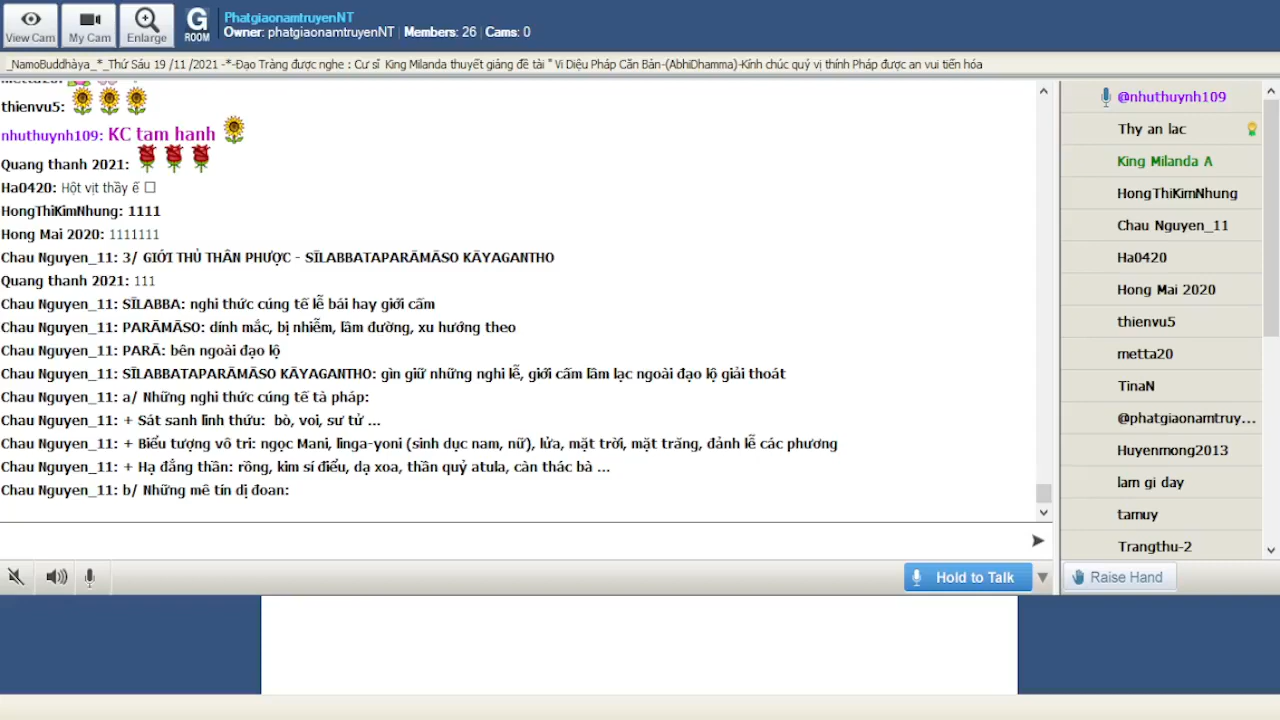 View Cam
My Cam
Enlarge
G
ROOM
PhatgiaonamtruyenNT
Owner: phatgiaonamtruyenNT | Members: 26 | Cams: 0
_NamoBuddhàya_*_Thứ Sáu 19 /11 /2021 -*-Đạo Tràng được nghe : Cư sĩ King Milanda thuyết giảng đề tài " Vi Diệu Pháp Căn Bản-(AbhiDhamma)-Kính chúc quý vị thính Pháp được an vui tiến hóa
metta20:
thienvu5:
nhuthuynh109: KC tam hanh
Quang thanh 2021:
Ha0420: Hột vịt thầy ế □
HongThiKimNhung: 1111
Hong Mai 2020: 1111111
Chau Nguyen_11: 3/ GIỚI THỦ THÂN PHƯỢC - SĪLABBATAPARĀMĀSO KĀYAGANTHO
Quang thanh 2021: 111
Chau Nguyen_11: SĪLABBA: nghi thức cúng tế lễ bái hay giới cấm
Chau Nguyen_11: PARĀMĀSO: dính mắc, bị nhiễm, lầm đường, xu hướng theo
Chau Nguyen_11: PARĀ: bên ngoài đạo lộ
Chau Nguyen_11: SĪLABBATAPARĀMĀSO KĀYAGANTHO: gìn giữ những nghi lễ, giới cấm lầm lạc ngoài đạo lộ giải thoát
Chau Nguyen_11: a/ Những nghi thức cúng tế tà pháp:
Chau Nguyen_11: + Sát sanh linh thứu:  bò, voi, sư tử ...
Chau Nguyen_11: + Biểu tượng vô tri: ngọc Mani, linga-yoni (sinh dục nam, nữ), lửa, mặt trời, mặt trăng, đảnh lễ các phương
Chau Nguyen_11: + Hạ đẳng thần: rồng, kim sí điểu, dạ xoa, thần quỷ atula, càn thác bà ...
Chau Nguyen_11: b/ Những mê tín dị đoan:
@nhuthuynh109
Thy an lac
King Milanda A
HongThiKimNhung
Chau Nguyen_11
Ha0420
Hong Mai 2020
thienvu5
metta20
TinaN
@phatgiaonamtruy...
Huyenmong2013
lam gi day
tamuy
Trangthu-2
Hold to Talk
Raise Hand